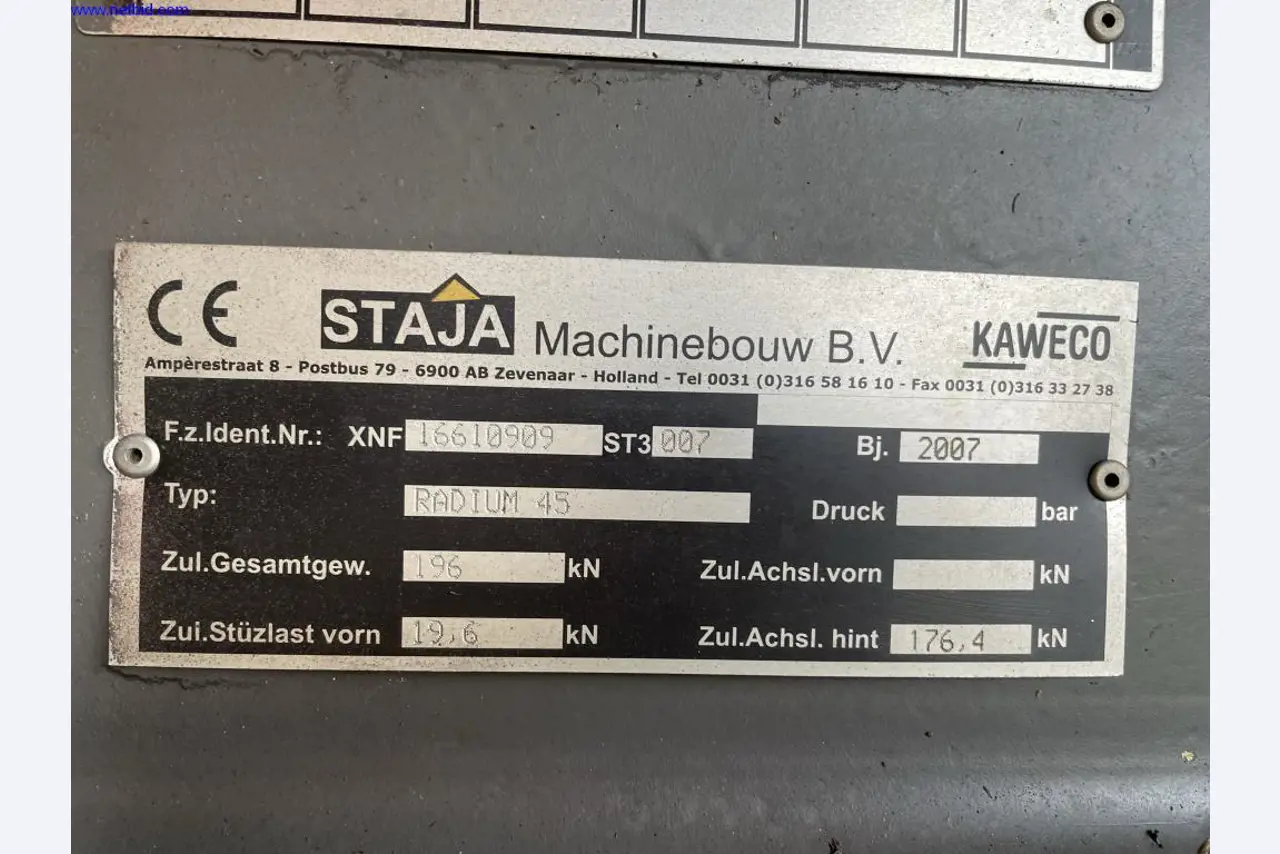 www.netbid.com
CE STAJA Machinebouw B.V. KAWECO
Ampèrestraat 8 - Postbus 79 - 6900 AB Zevenaar - Holland - Tel 0031 (0)316 58 16 10 - Fax 0031 (0)316 33 27 38
F.z.Ident.Nr.: XNF 16610909 ST3 007 Bj. 2007
Typ: RADIUM 45 Druck bar
Zul.Gesamtgew. 196 kN Zul.Achsl.vorn kN
Zui.Stüzlast vorn 19,6 kN Zul.Achsl. hint 176,4 kN